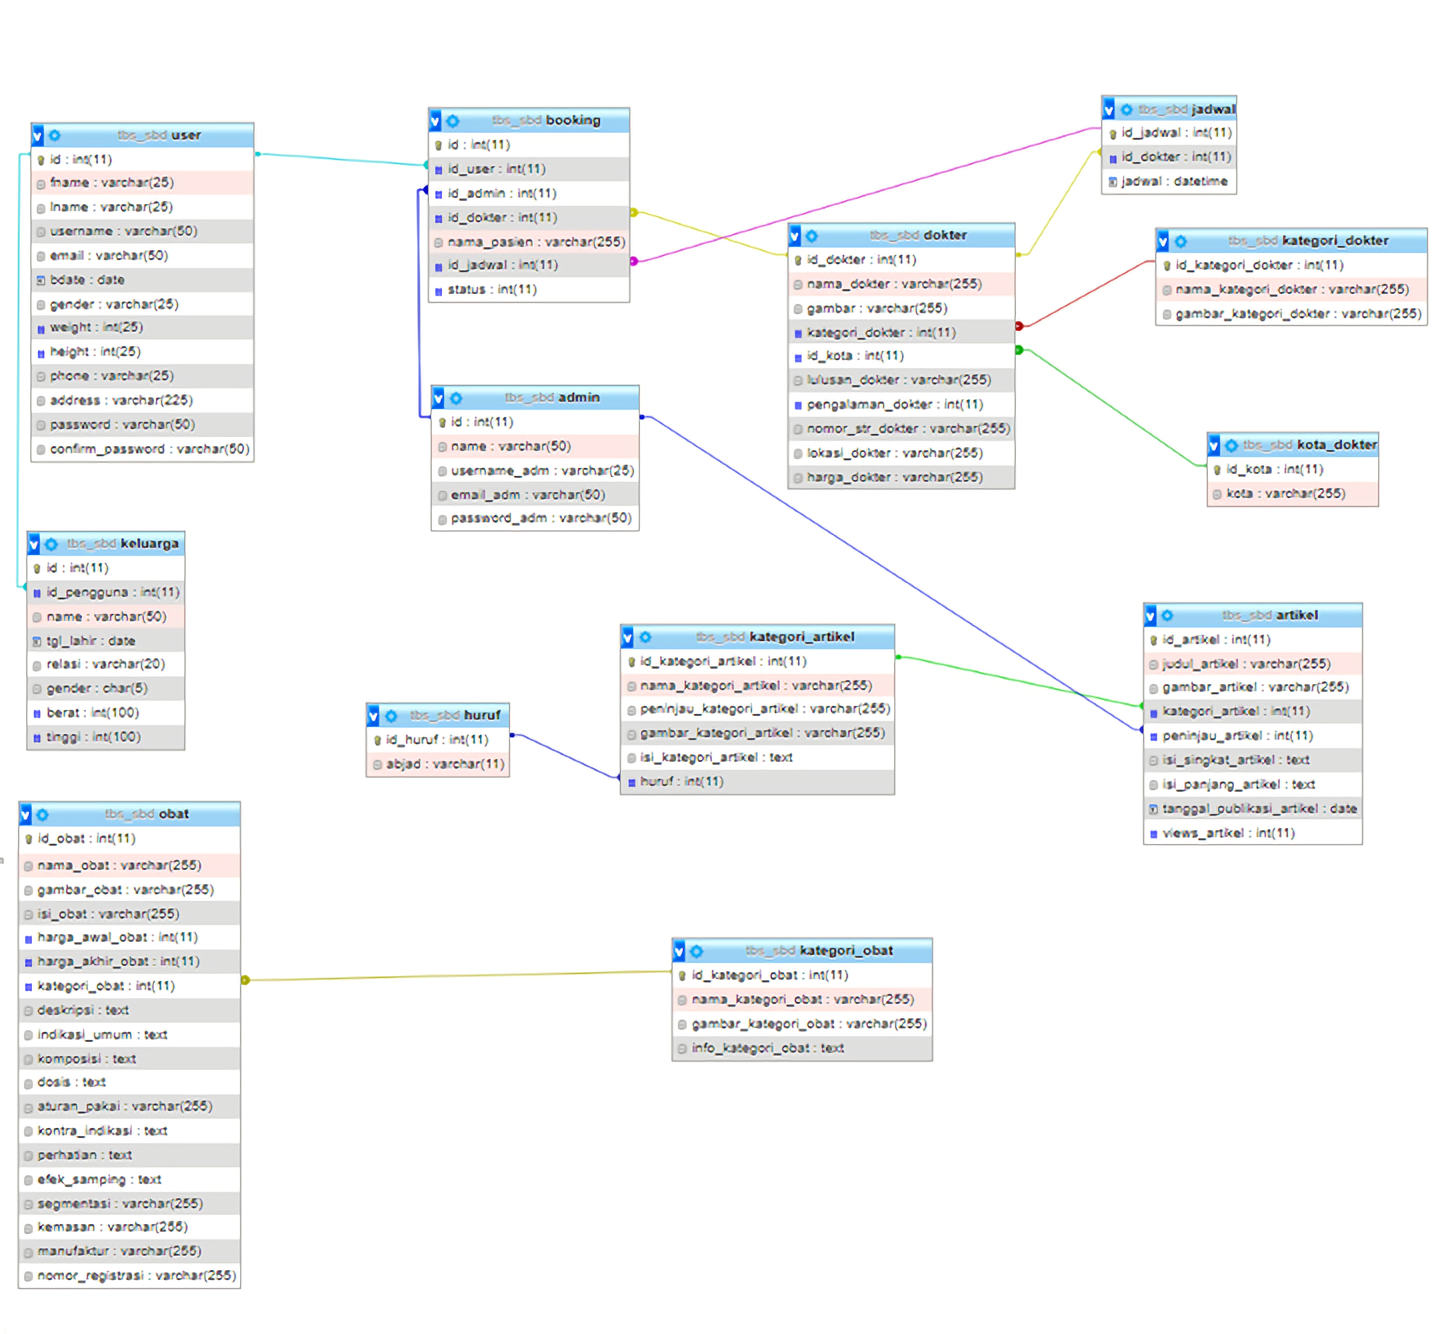 tbs_sbd user
id : int(11)
fname : varchar(25)
lname : varchar(25)
username : varchar(50)
email : varchar(50)
bdate : date
gender : varchar(25)
weight : int(25)
height : int(25)
phone : varchar(25)
address : varchar(225)
password : varchar(50)
confirm_password : varchar(50)
tbs_sbd booking
id : int(11)
id_user : int(11)
id_admin : int(11)
id_dokter : int(11)
nama_pasien : varchar(255)
id_jadwal : int(11)
status : int(11)
tbs_sbd jadwal
id_jadwal : int(11)
id_dokter : int(11)
jadwal : datetime
tbs_sbd dokter
id_dokter : int(11)
nama_dokter : varchar(255)
gambar : varchar(255)
kategori_dokter : int(11)
id_kota : int(11)
lulusan_dokter : varchar(255)
pengalaman_dokter : int(11)
nomor_str_dokter : varchar(255)
lokasi_dokter : varchar(255)
harga_dokter : varchar(255)
tbs_sbd kategori_dokter
id_kategori_dokter : int(11)
nama_kategori_dokter : varchar(255)
gambar_kategori_dokter : varchar(255)
tbs_sbd admin
id : int(11)
name : varchar(50)
username_adm : varchar(25)
email_adm : varchar(50)
password_adm : varchar(50)
tbs_sbd kota_dokter
id_kota : int(11)
kota : varchar(255)
tbs_sbd keluarga
id : int(11)
id_pengguna : int(11)
name : varchar(50)
tgl_lahir : date
relasi : varchar(20)
gender : char(5)
berat : int(100)
tinggi : int(100)
tbs_sbd kategori_artikel
id_kategori_artikel : int(11)
nama_kategori_artikel : varchar(255)
peninjau_kategori_artikel : varchar(255)
gambar_kategori_artikel : varchar(255)
isi_kategori_artikel : text
huruf : int(11)
tbs_sbd artikel
id_artikel : int(11)
judul_artikel : varchar(255)
gambar_artikel : varchar(255)
kategori_artikel : int(11)
peninjau_artikel : int(11)
isi_singkat_artikel : text
isi_panjang_artikel : text
tanggal_publikasi_artikel : date
views_artikel : int(11)
tbs_sbd huruf
id_huruf : int(11)
abjad : varchar(11)
tbs_sbd obat
id_obat : int(11)
nama_obat : varchar(255)
gambar_obat : varchar(255)
isi_obat : varchar(255)
harga_awal_obat : int(11)
harga_akhir_obat : int(11)
kategori_obat : int(11)
deskripsi : text
indikasi_umum : text
komposisi : text
dosis : text
aturan_pakai : varchar(255)
kontra_indikasi : text
perhatian : text
efek_samping : text
segmentasi : varchar(255)
kemasan : varchar(255)
manufaktur : varchar(255)
nomor_registrasi : varchar(255)
tbs_sbd kategori_obat
id_kategori_obat : int(11)
nama_kategori_obat : varchar(255)
gambar_kategori_obat : varchar(255)
info_kategori_obat : text